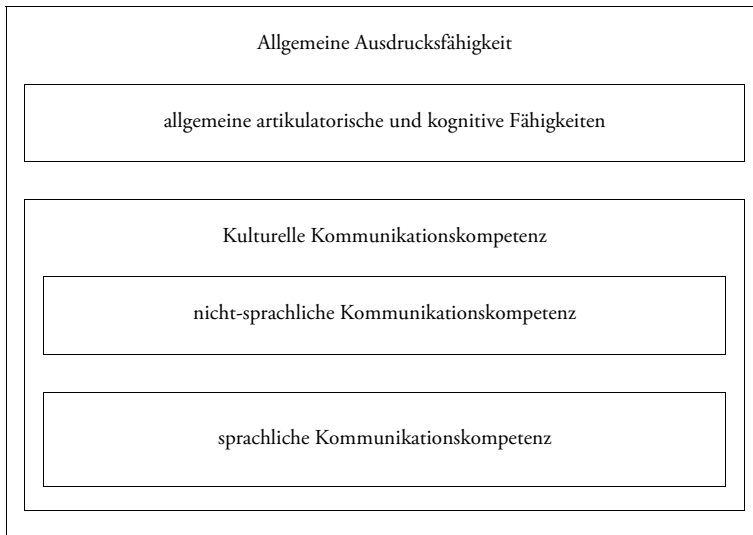 Allgemeine Ausdrucksfähigkeit
allgemeine artikulatorische und kognitive Fähigkeiten
Kulturelle Kommunikationskompetenz
nicht-sprachliche Kommunikationskompetenz
sprachliche Kommunikationskompetenz